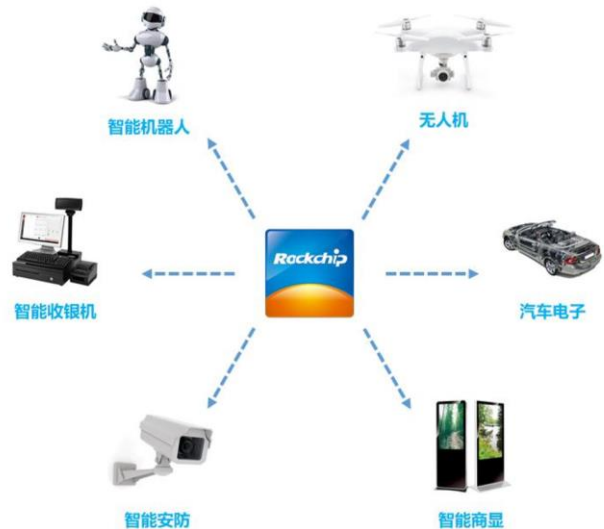 智能机器人
无人机
Rockchip
智能收银机
汽车电子
智能安防
智能商显